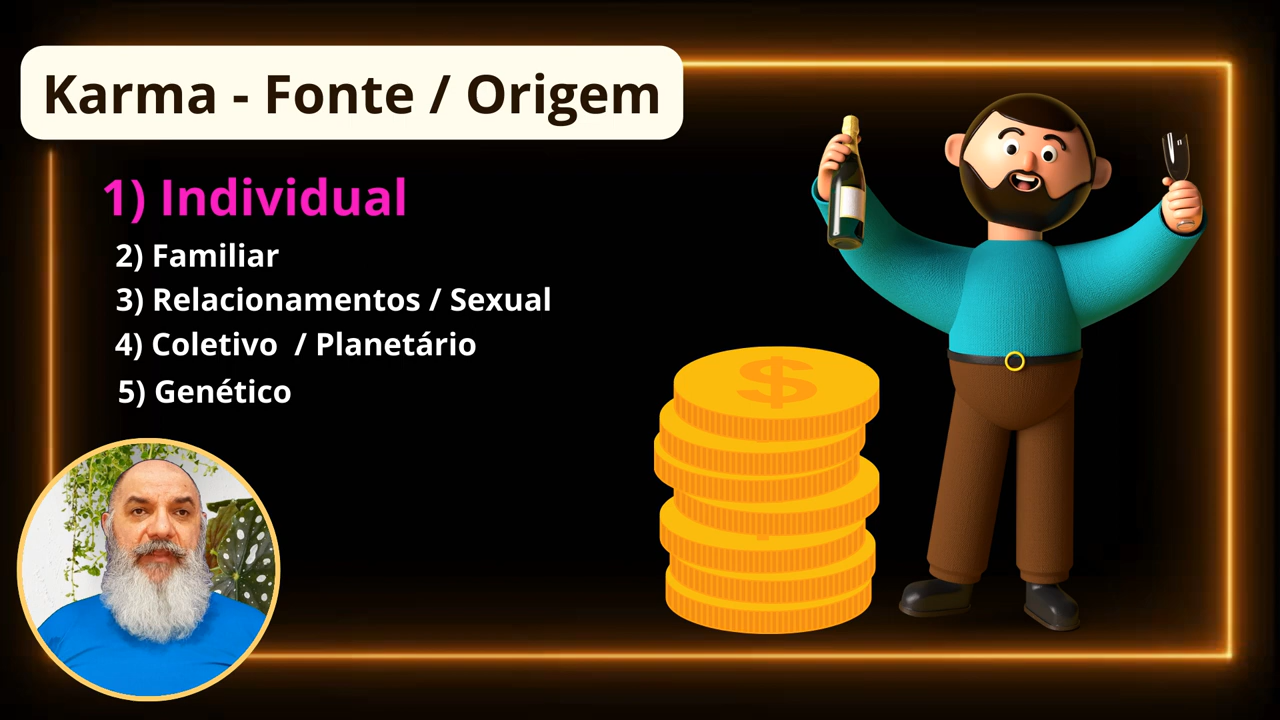 Karma - Fonte / Origem
1) Individual
2) Familiar
3) Relacionamentos / Sexual
4) Coletivo / Planetário
5) Genético
$